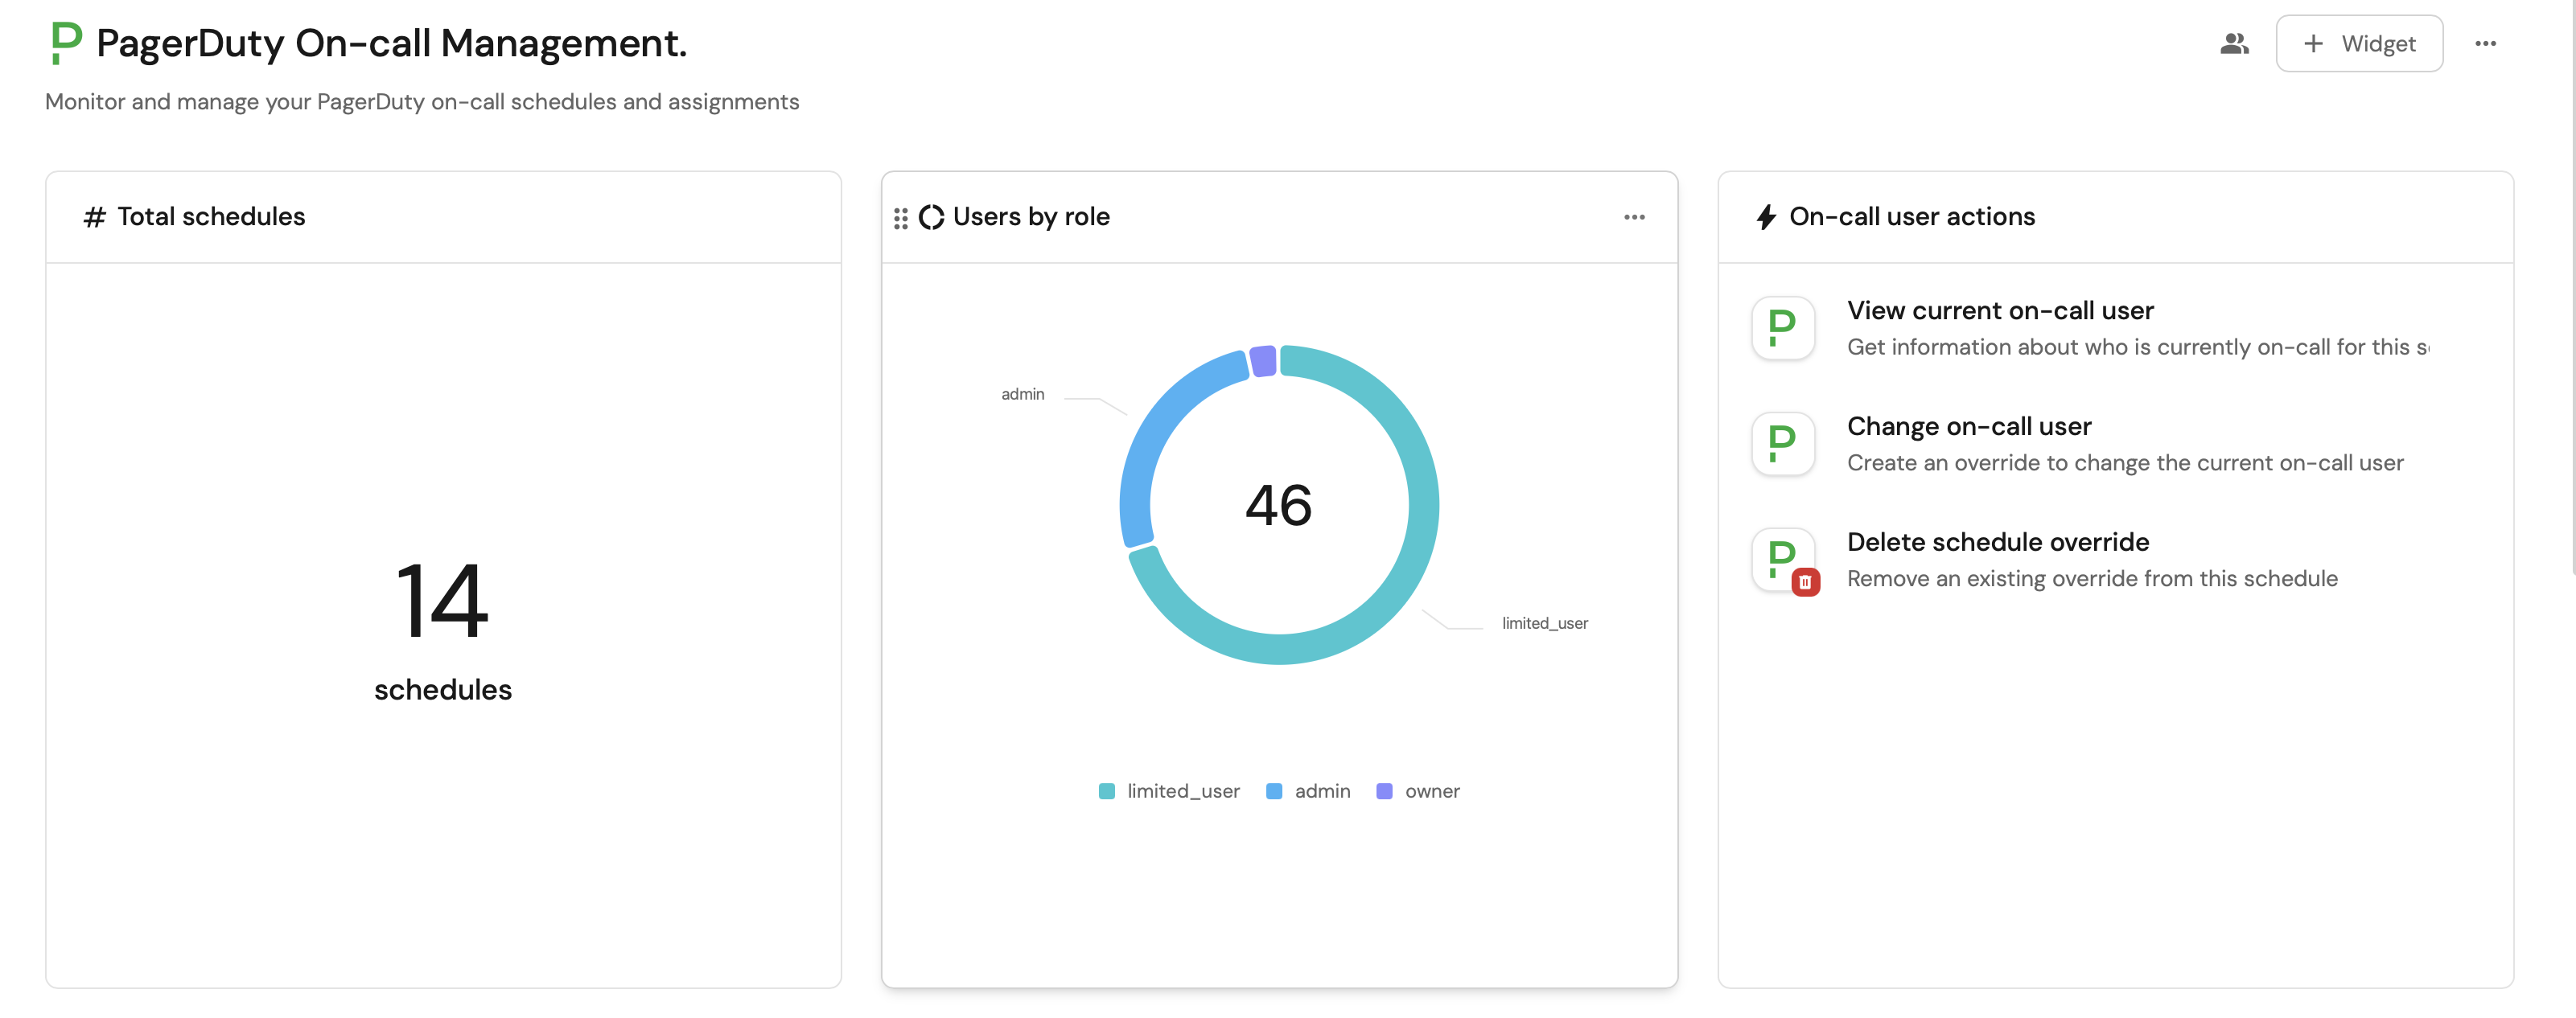 PagerDuty On-call Management.
Widget
Monitor and manage your PagerDuty on-call schedules and assignments
# Total schedules
14
schedules
Users by role
admin
46
limited_user
limited_user admin owner
On-call user actions
View current on-call user
Get information about who is currently on-call for this
Change on-call user
Create an override to change the current on-call user
Delete schedule override
Remove an existing override from this schedule